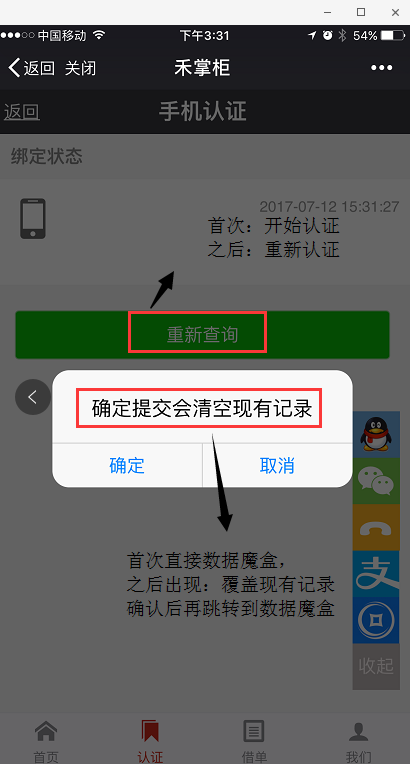 中国移动 下午3:31 54%
返回 关闭 禾掌柜
返回 手机认证
绑定状态
2017-07-12 15:31:27
首次：开始认证
之后：重新认证
重新查询
确定提交会清空现有记录
确定 取消
首次直接数据魔盒，
之后出现：覆盖现有记录
确认后再跳转到数据魔盒
支
收起
首页 认证 借单 我们